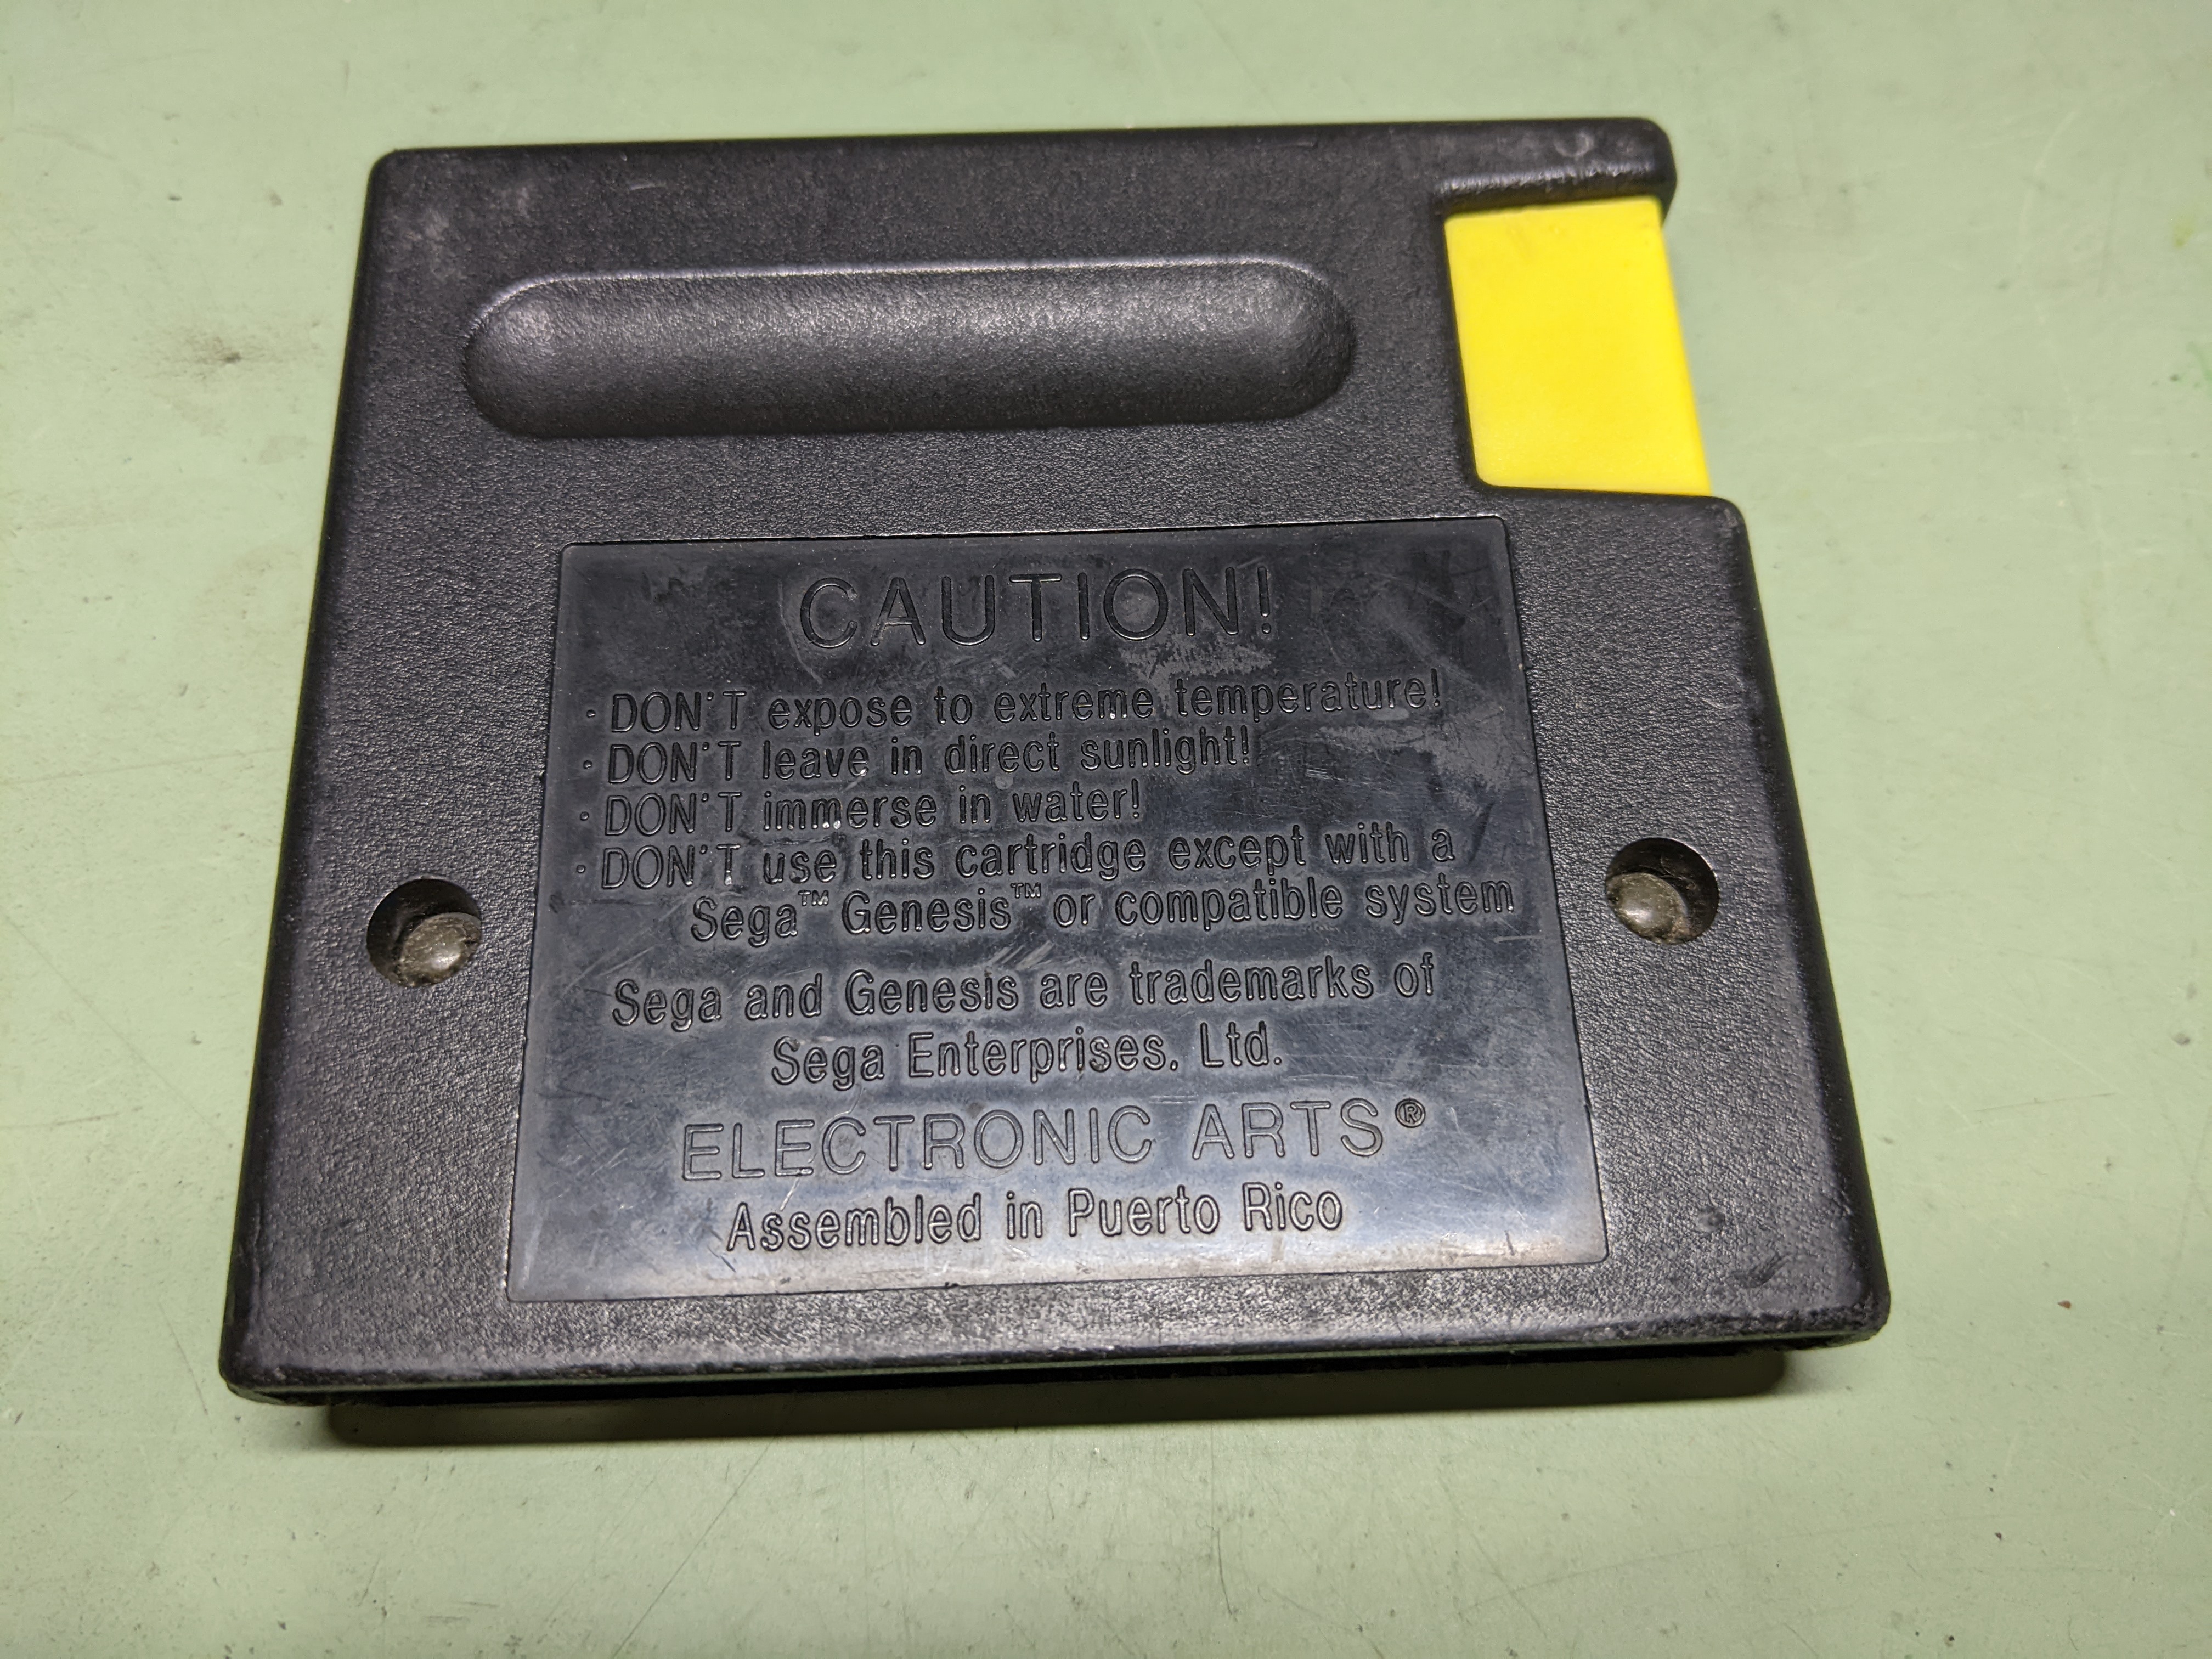 CAUTION!
· DON'T expose to extreme temperature!
· DON'T leave in direct sunlight!
· DON'T immerse in water!
· DON'T use this cartridge except with a
Sega™ Genesis™ or compatible system
Sega and Genesis are trademarks of
Sega Enterprises, Ltd.
ELECTRONIC ARTS®
Assembled in Puerto Rico